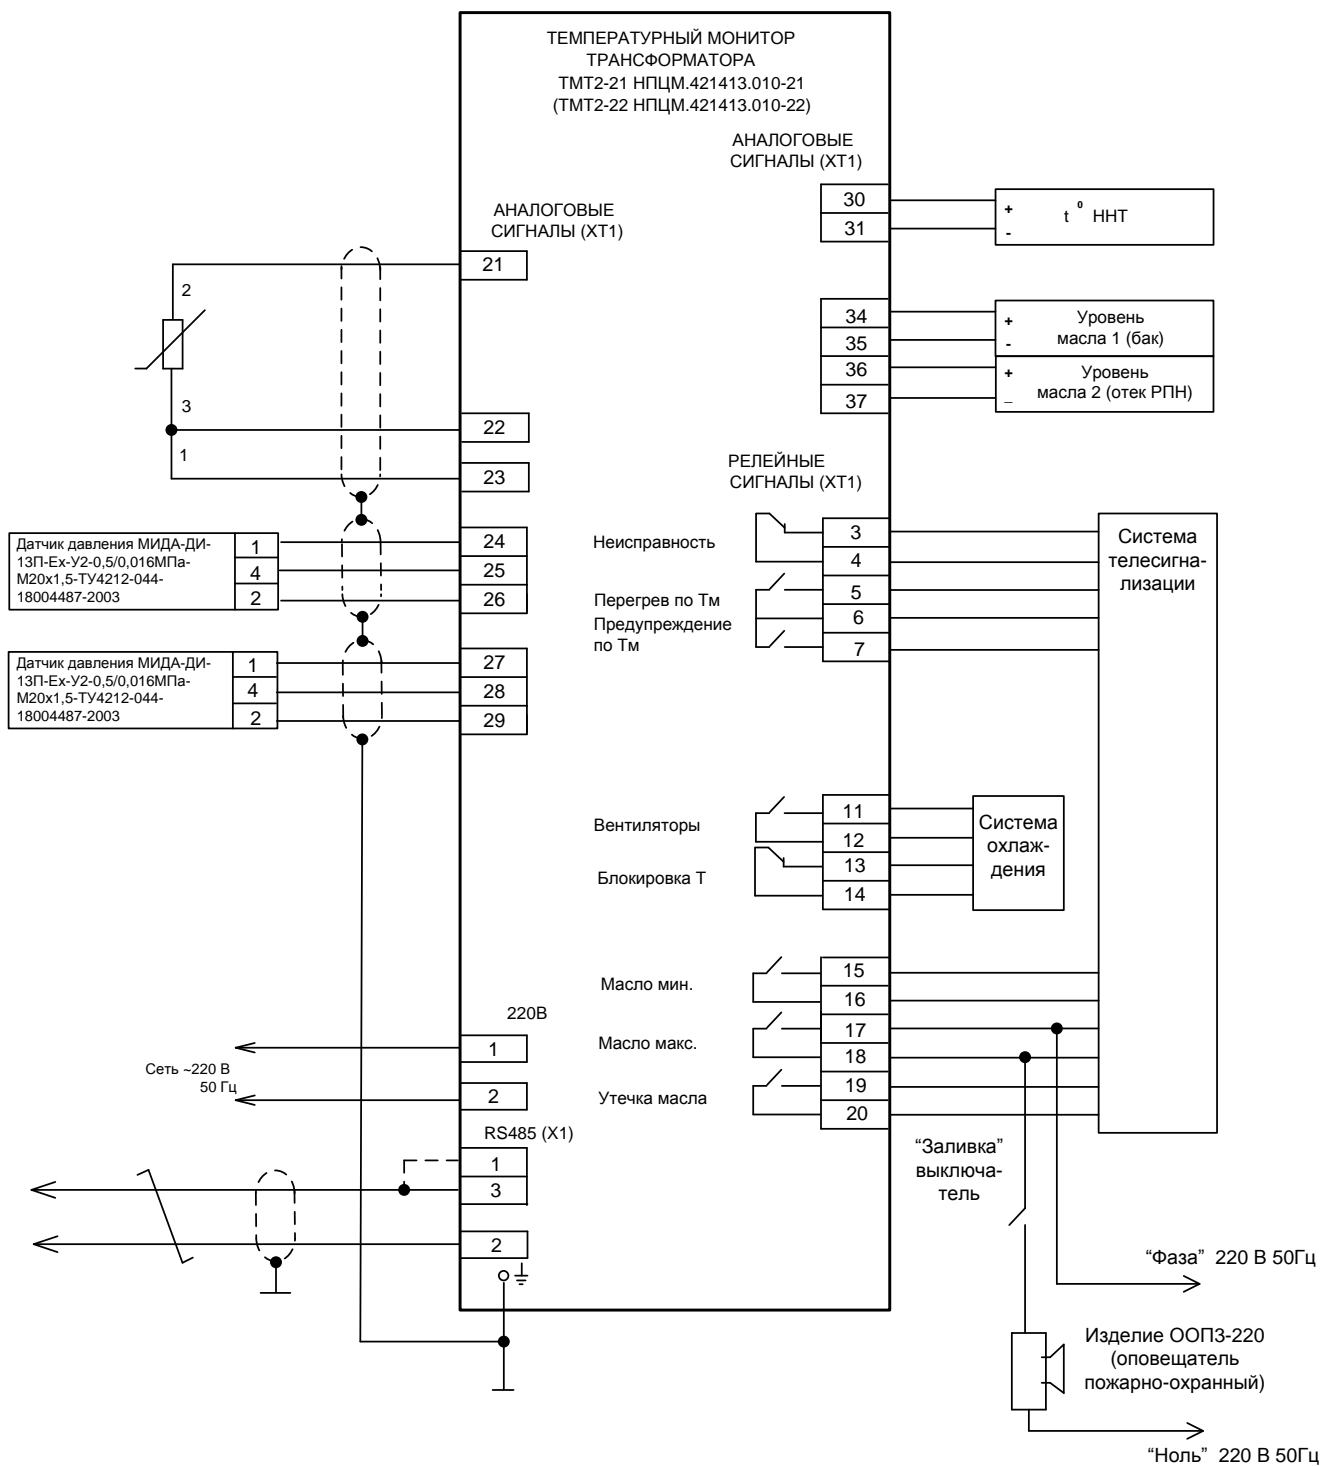 ТЕМПЕРАТУРНЫЙ МОНИТОР
ТРАНСФОРМАТОРА
ТМТ2-21 НПЦМ.421413.010-21
(ТМТ2-22 НПЦМ.421413.010-22)
АНАЛОГОВЫЕ
СИГНАЛЫ (XT1)
30
31
+
-
t⁰ ННТ
34
35
36
37
+
-
Уровень
масла 1 (бак)
+
_
Уровень
масла 2 (отек РПН)
АНАЛОГОВЫЕ
СИГНАЛЫ (XT1)
21
2
3
22
1
23
Датчик давления МИДА-ДИ-
13П-Ех-У2-0,5/0,016МПа-
М20х1,5-ТУ4212-044-
18004487-2003
1
4
2
24
25
26
Датчик давления МИДА-ДИ-
13П-Ех-У2-0,5/0,016МПа-
М20х1,5-ТУ4212-044-
18004487-2003
1
4
2
27
28
29
РЕЛЕЙНЫЕ
СИГНАЛЫ (XT1)
Неисправность
3
4
Перегрев по Тм
Предупреждение
по Тм
5
6
7
Система
телесигна-
лизации
Вентиляторы
11
12
Блокировка Т
13
14
Система
охлаж-
дения
Масло мин.
15
16
Масло макс.
17
18
Утечка масла
19
20
220В
1
Сеть ~220 В
50 Гц
2
RS485 (X1)
1
3
2
“Заливка”
выключа-
тель
“Фаза” 220 В 50Гц
Изделие ООПЗ-220
(оповещатель
пожарно-охранный)
“Ноль” 220 В 50Гц